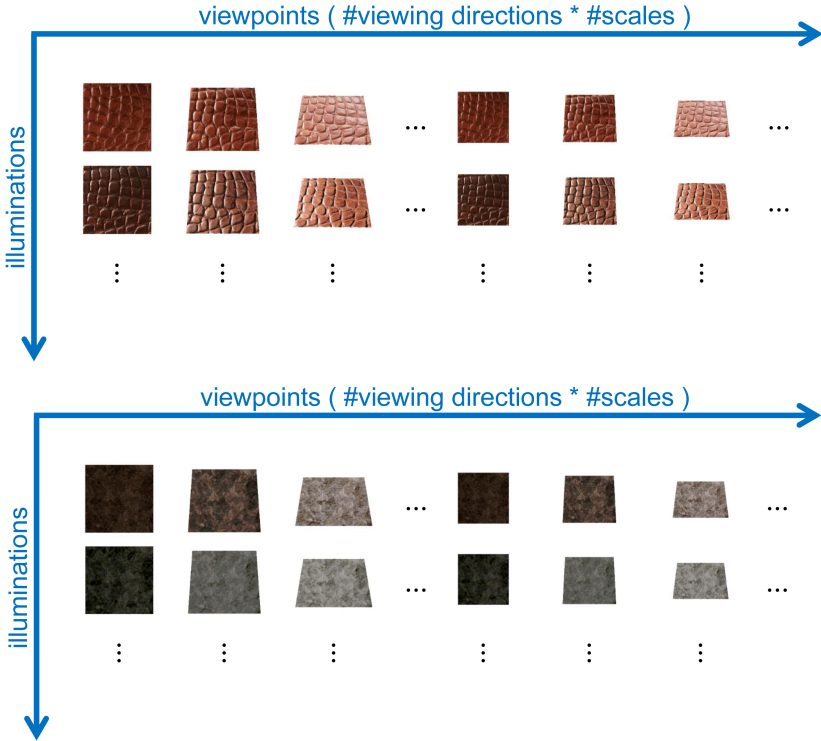 viewpoints ( #viewing directions * #scales )
illuminations
... ...
... ...
viewpoints ( #viewing directions * #scales )
illuminations
... ...
... ...